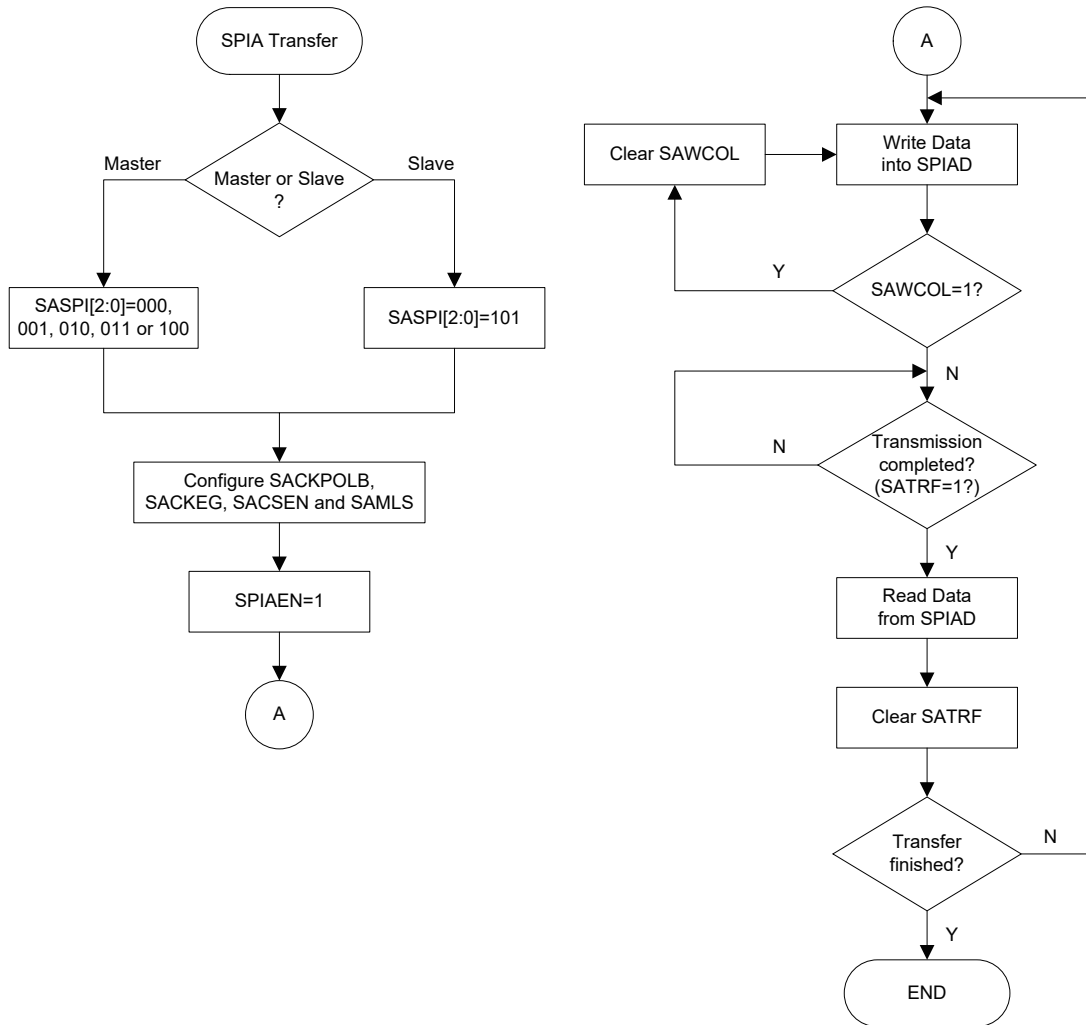 SPIA Transfer
Master or Slave
?
Master
Slave
SASPI[2:0]=000,
001, 010, 011 or 100
SASPI[2:0]=101
Configure SACKPOLB,
SACKEG, SACSEN and SAMLS
SPIAEN=1
A
A
Write Data
into SPIAD
Clear SAWCOL
SAWCOL=1?
Y
N
Transmission
completed?
(SATRF=1?)
N
Y
Read Data
from SPIAD
Clear SATRF
Transfer
finished?
N
Y
END